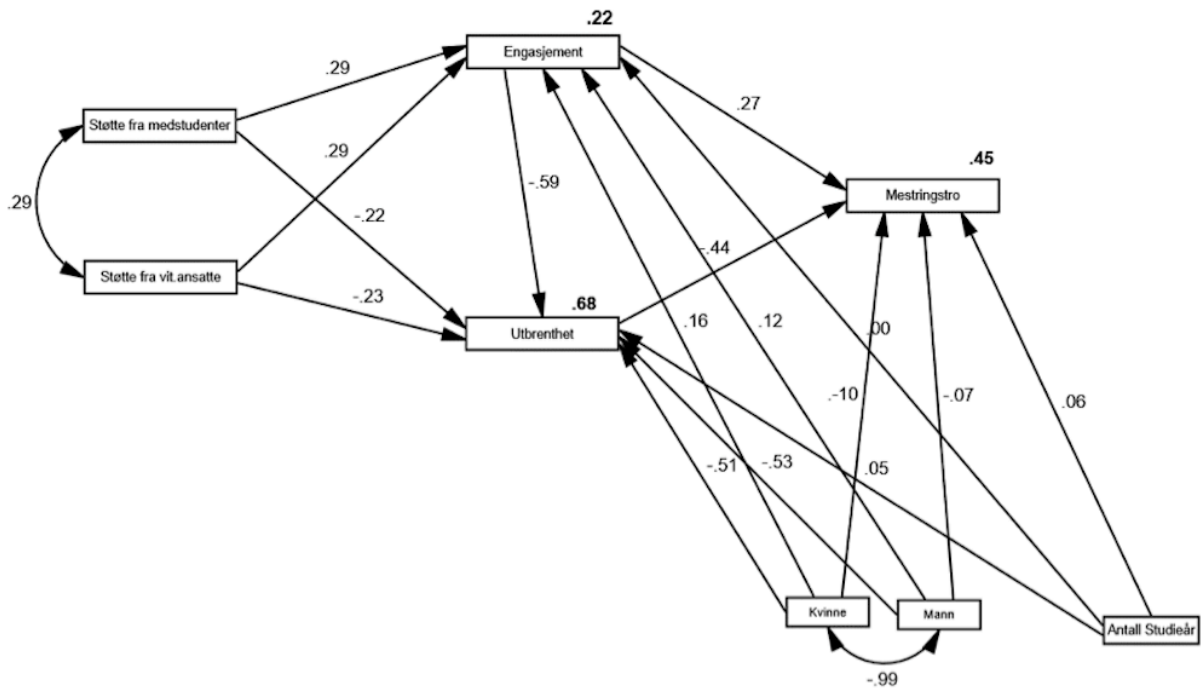 .22
Engasjement
.29
.27
Støtte fra medstudenter
.29
.45
-.59
Mestringstro
.29
-.22
-.44
Støtte fra vit.ansatte
-.23
.68
Utbrenthet
.16
.12
.00
.-10
-.07
.06
-.51
-.53
.05
Kvinne
Mann
Antall Studieår
-.99